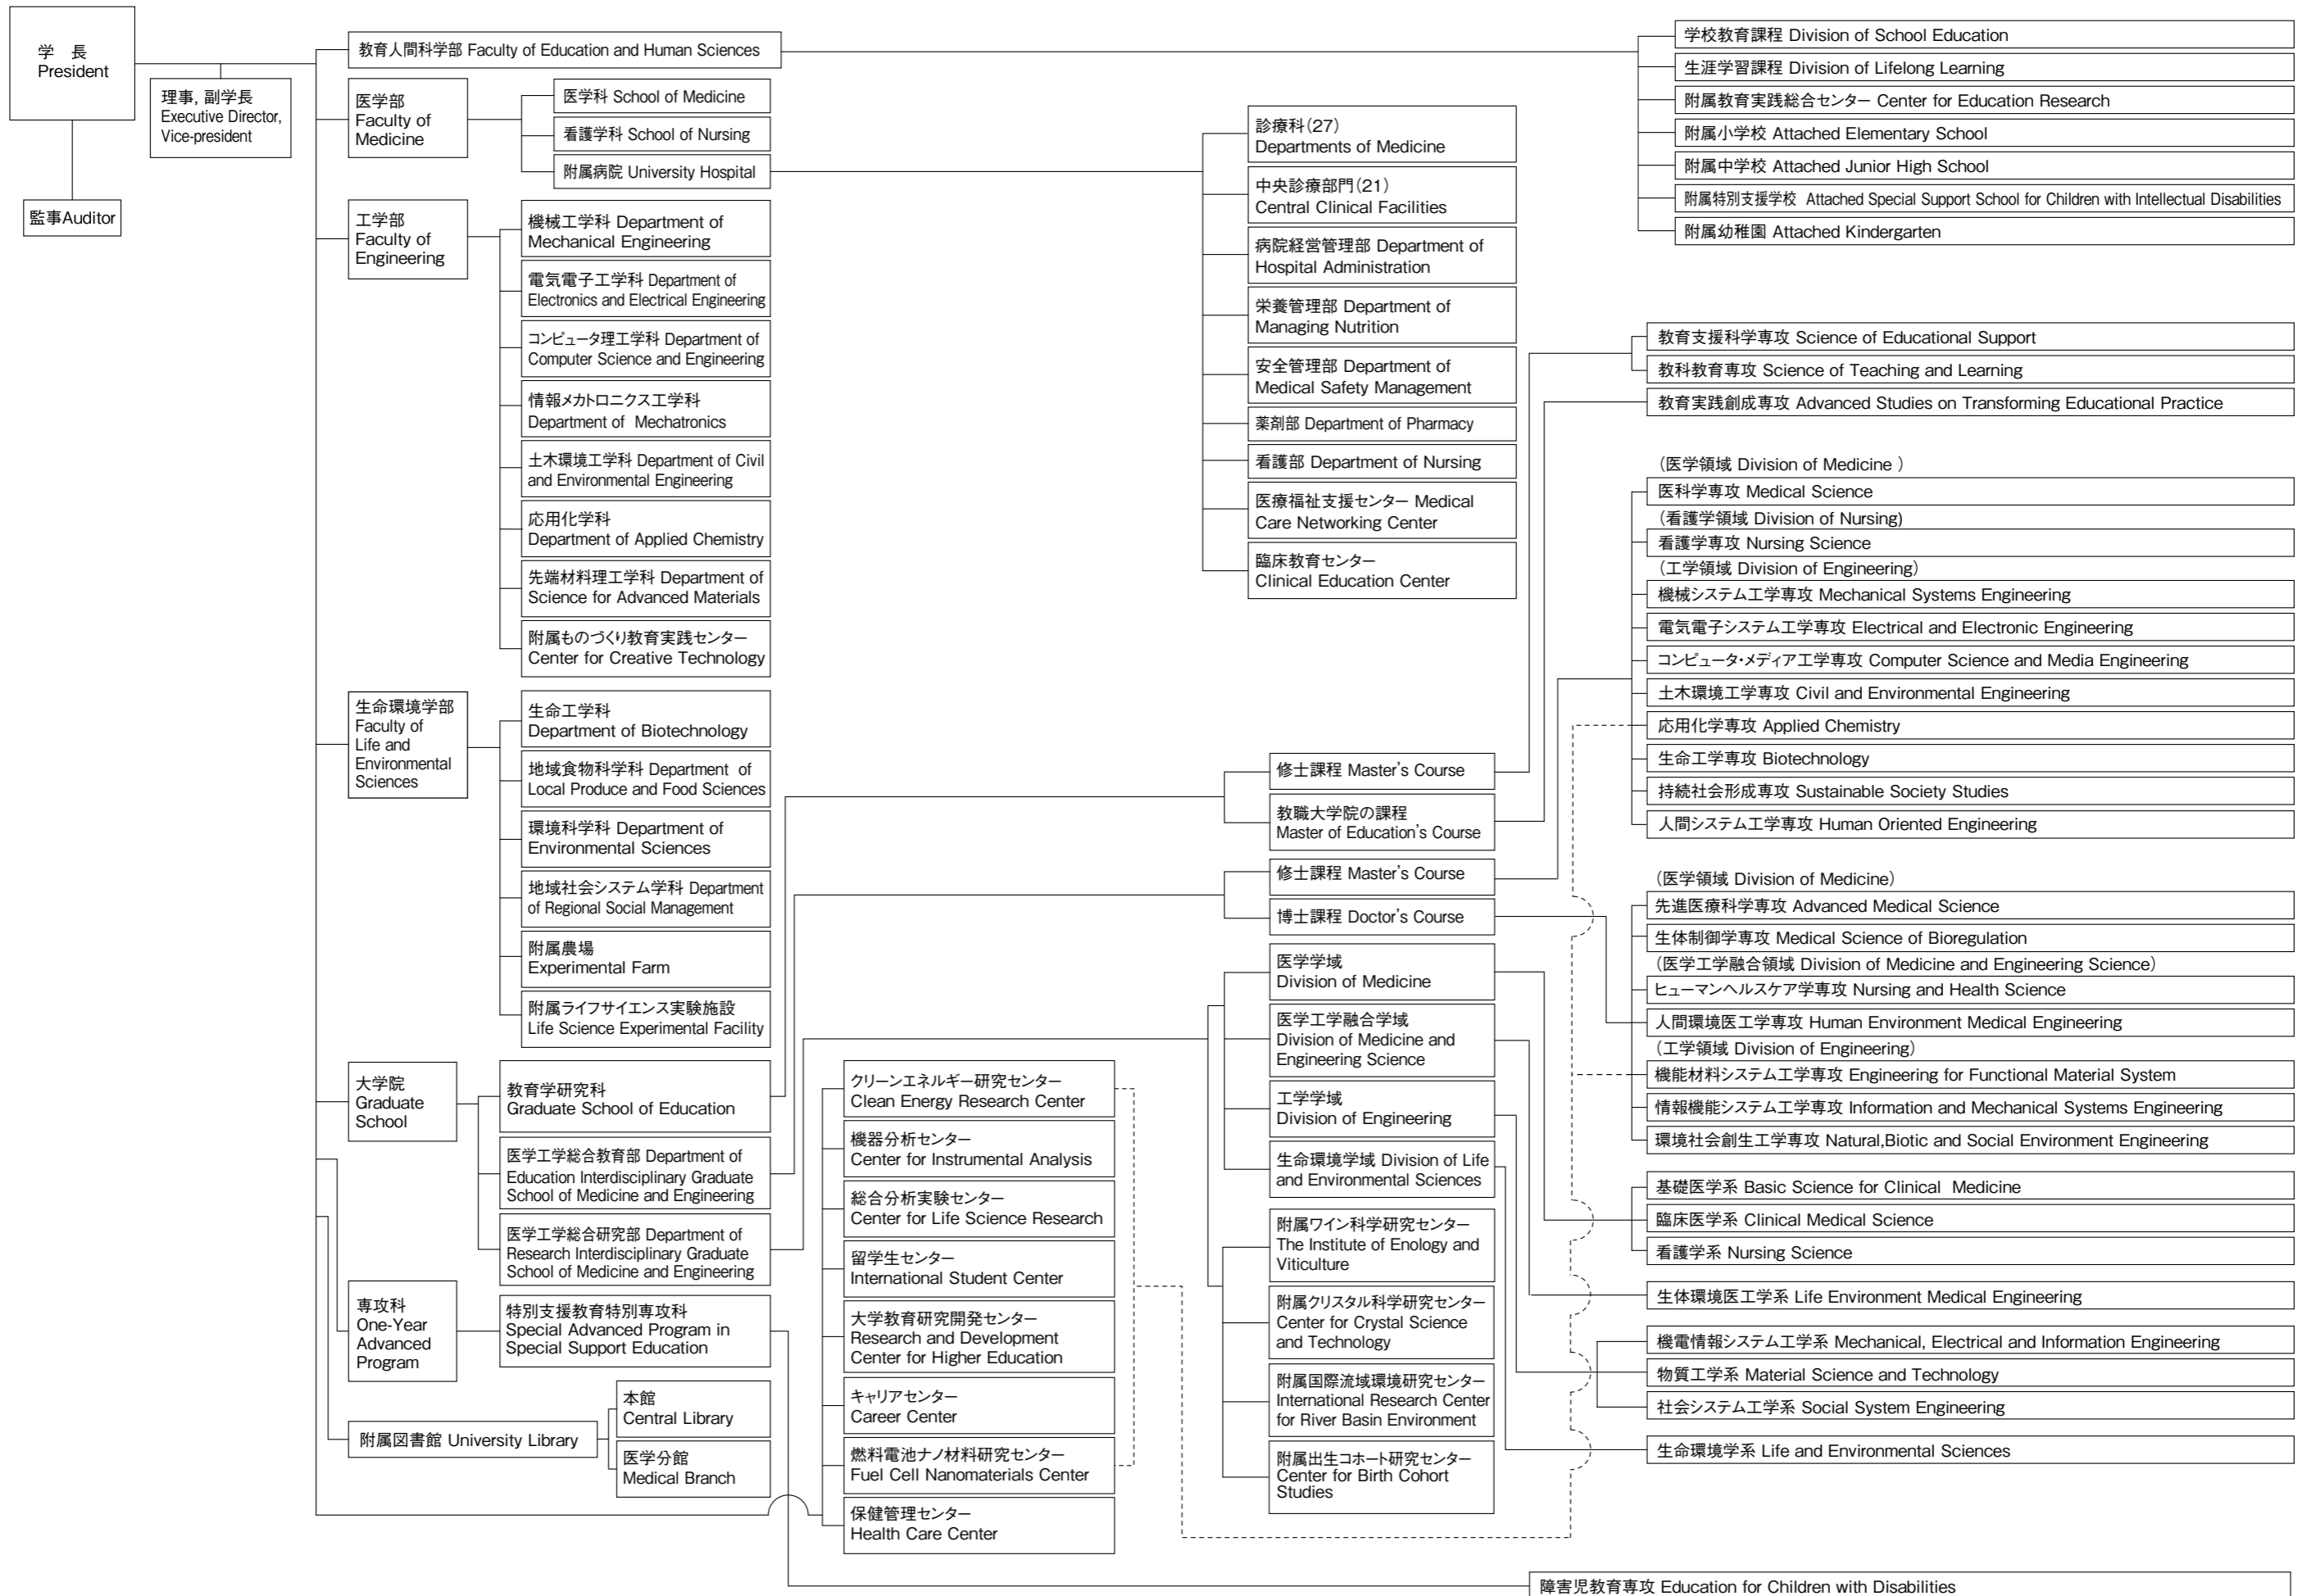 学　長
President
理事, 副学長
Executive Director,
Vice-president
監事Auditor
教育人間科学部 Faculty of Education and Human Sciences
医学部
Faculty of
Medicine
医学科 School of Medicine
看護学科 School of Nursing
附属病院 University Hospital
工学部
Faculty of
Engineering
機械工学科 Department of
Mechanical Engineering
電気電子工学科 Department of
Electronics and Electrical Engineering
コンピュータ理工学科 Department of
Computer Science and Engineering
情報メカトロニクス工学科
Department of Mechatronics
土木環境工学科 Department of Civil
and Environmental Engineering
応用化学科
Department of Applied Chemistry
先端材料理工学科 Department of
Science for Advanced Materials
附属ものづくり教育実践センター
Center for Creative Technology
生命環境学部
Faculty of
Life and
Environmental
Sciences
生命工学科
Department of Biotechnology
地域食物科学科 Department of
Local Produce and Food Sciences
環境科学科 Department of
Environmental Sciences
地域社会システム学科 Department
of Regional Social Management
附属農場
Experimental Farm
附属ライフサイエンス実験施設
Life Science Experimental Facility
大学院
Graduate
School
教育学研究科
Graduate School of Education
医学工学総合教育部 Department of
Education Interdisciplinary Graduate
School of Medicine and Engineering
医学工学総合研究部 Department of
Research Interdisciplinary Graduate
School of Medicine and Engineering
専攻科
One-Year
Advanced
Program
特別支援教育特別専攻科
Special Advanced Program in
Special Support Education
附属図書館 University Library
本館
Central Library
医学分館
Medical Branch
クリーンエネルギー研究センター
Clean Energy Research Center
機器分析センター
Center for Instrumental Analysis
総合分析実験センター
Center for Life Science Research
留学生センター
International Student Center
大学教育研究開発センター
Research and Development
Center for Higher Education
キャリアセンター
Career Center
燃料電池ナノ材料研究センター
Fuel Cell Nanomaterials Center
保健管理センター
Health Care Center
診療科(27)
Departments of Medicine
中央診療部門(21)
Central Clinical Facilities
病院経営管理部 Department of
Hospital Administration
栄養管理部 Department of
Managing Nutrition
安全管理部 Department of
Medical Safety Management
薬剤部 Department of Pharmacy
看護部 Department of Nursing
医療福祉支援センター Medical
Care Networking Center
臨床教育センター
Clinical Education Center
修士課程 Master's Course
教職大学院の課程
Master of Education's Course
修士課程 Master's Course
博士課程 Doctor's Course
医学学域
Division of Medicine
医学工学融合学域
Division of Medicine and
Engineering Science
工学学域
Division of Engineering
生命環境学域 Division of Life
and Environmental Sciences
附属ワイン科学研究センター
The Institute of Enology and
Viticulture
附属クリスタル科学研究センター
Center for Crystal Science
and Technology
附属国際流域環境研究センター
International Research Center
for River Basin Environment
附属出生コホート研究センター
Center for Birth Cohort
Studies
学校教育課程 Division of School Education
生涯学習課程 Division of Lifelong Learning
附属教育実践総合センター Center for Education Research
附属小学校 Attached Elementary School
附属中学校 Attached Junior High School
附属特別支援学校 Attached Special Support School for Children with Intellectual Disabilities
附属幼稚園 Attached Kindergarten
教育支援科学専攻 Science of Educational Support
教科教育専攻 Science of Teaching and Learning
教育実践創成専攻 Advanced Studies on Transforming Educational Practice
(医学領域 Division of Medicine )
医科学専攻 Medical Science
(看護学領域 Division of Nursing)
看護学専攻 Nursing Science
(工学領域 Division of Engineering)
機械システム工学専攻 Mechanical Systems Engineering
電気電子システム工学専攻 Electrical and Electronic Engineering
コンピュータ・メディア工学専攻 Computer Science and Media Engineering
土木環境工学専攻 Civil and Environmental Engineering
応用化学専攻 Applied Chemistry
生命工学専攻 Biotechnology
持続社会形成専攻 Sustainable Society Studies
人間システム工学専攻 Human Oriented Engineering
(医学領域 Division of Medicine)
先進医療科学専攻 Advanced Medical Science
生体制御学専攻 Medical Science of Bioregulation
(医学工学融合領域 Division of Medicine and Engineering Science)
ヒューマンヘルスケア学専攻 Nursing and Health Science
人間環境医工学専攻 Human Environment Medical Engineering
(工学領域 Division of Engineering)
機能材料システム工学専攻 Engineering for Functional Material System
情報機能システム工学専攻 Information and Mechanical Systems Engineering
環境社会創生工学専攻 Natural,Biotic and Social Environment Engineering
基礎医学系 Basic Science for Clinical Medicine
臨床医学系 Clinical Medical Science
看護学系 Nursing Science
生体環境医工学系 Life Environment Medical Engineering
機電情報システム工学系 Mechanical, Electrical and Information Engineering
物質工学系 Material Science and Technology
社会システム工学系 Social System Engineering
生命環境学系 Life and Environmental Sciences
障害児教育専攻 Education for Children with Disabilities